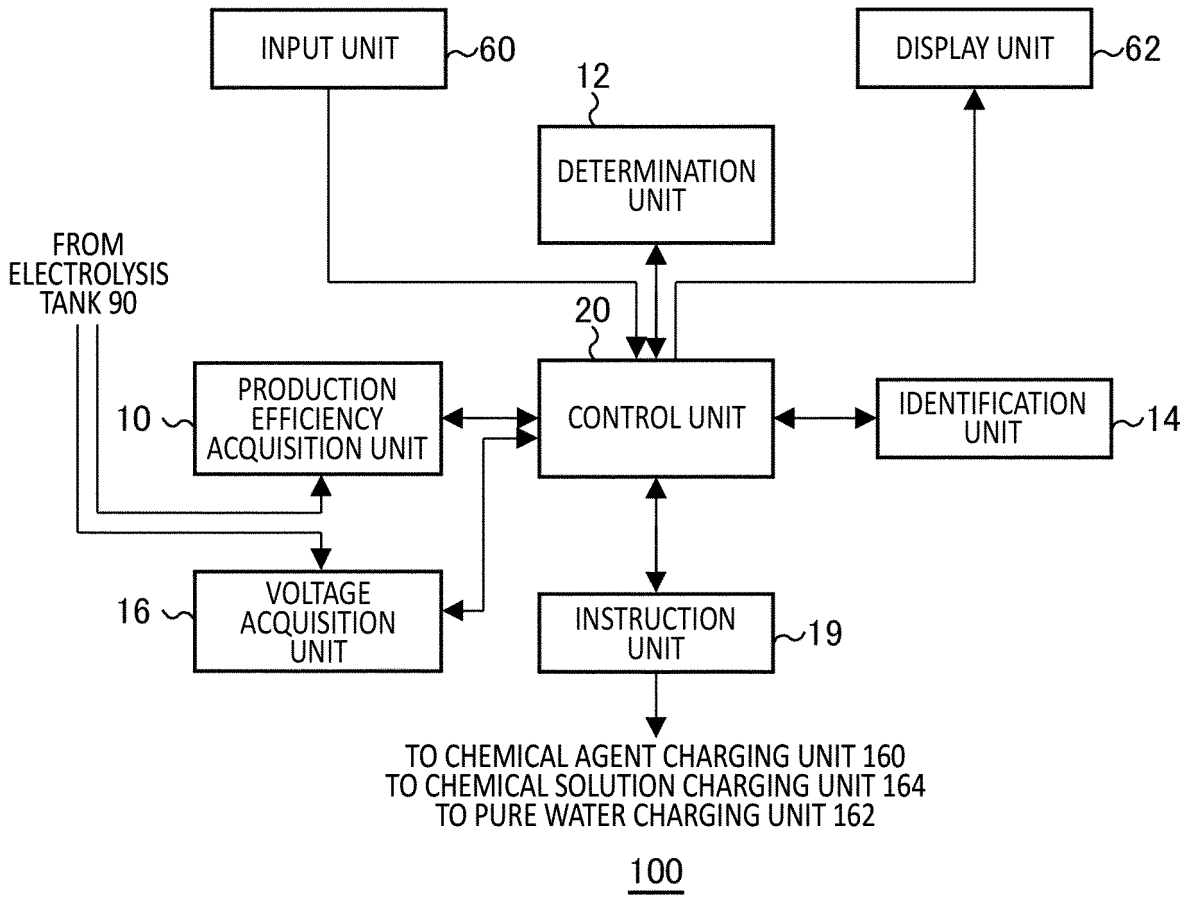 INPUT UNIT
60
DISPLAY UNIT
62
12
DETERMINATION
UNIT
FROM
ELECTROLYSIS
TANK 90
20
PRODUCTION
EFFICIENCY
ACQUISITION UNIT
10
CONTROL UNIT
IDENTIFICATION
UNIT
14
VOLTAGE
ACQUISITION
UNIT
16
INSTRUCTION
UNIT
19
TO CHEMICAL AGENT CHARGING UNIT 160
TO CHEMICAL SOLUTION CHARGING UNIT 164
TO PURE WATER CHARGING UNIT 162
100